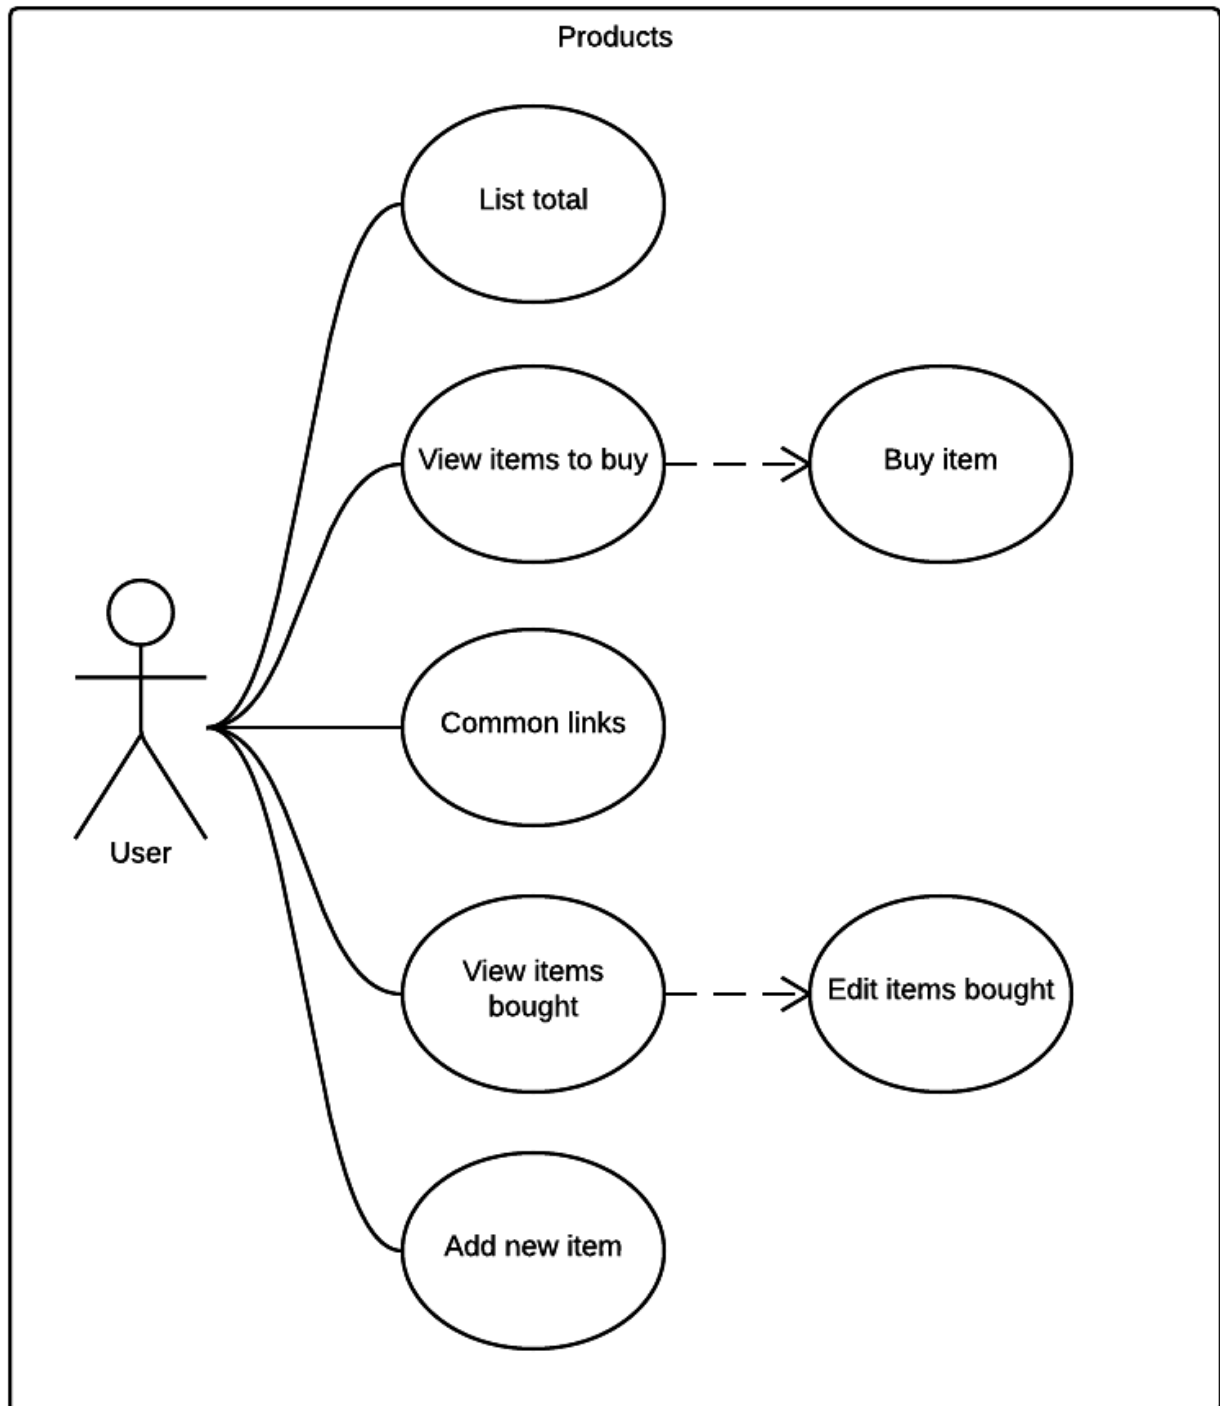 Products
List total
View items to buy
Buy item
Common links
User
View items
bought
Edit items bought
Add new item